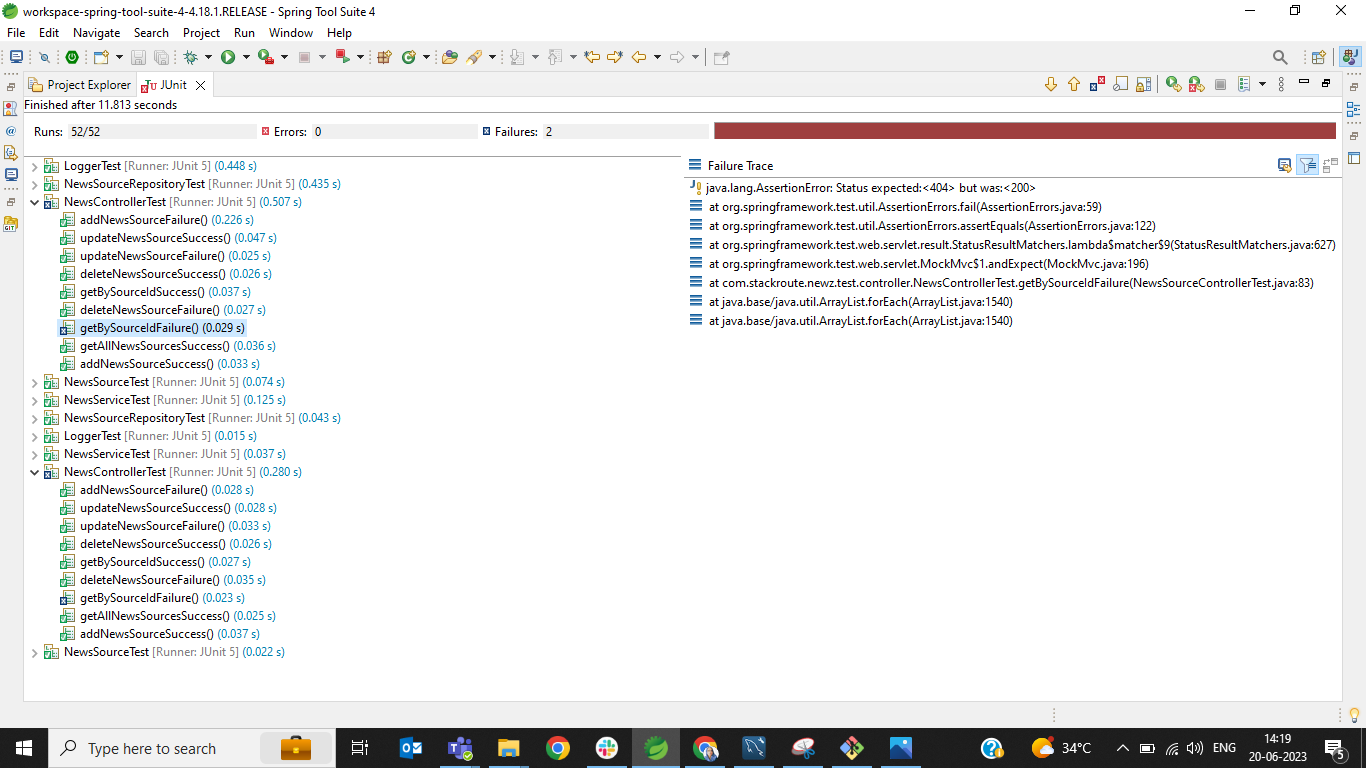 workspace-spring-tool-suite-4-4.18.1.RELEASE - Spring Tool Suite 4
File Edit Navigate Search Project Run Window Help
Project Explorer JUnit
Finished after 11.813 seconds
Runs: 52/52 Errors: 0 Failures: 2
LoggerTest [Runner: JUnit 5] (0.448 s)
NewsSourceRepositoryTest [Runner: JUnit 5] (0.435 s)
NewsControllerTest [Runner: JUnit 5] (0.507 s)
addNewsSourceFailure() (0.226 s)
updateNewsSourceSuccess() (0.047 s)
updateNewsSourceFailure() (0.025 s)
deleteNewsSourceSuccess() (0.026 s)
getBySourceIdSuccess() (0.037 s)
deleteNewsSourceFailure() (0.027 s)
getBySourceIdFailure() (0.029 s)
getAllNewsSourcesSuccess() (0.036 s)
addNewsSourceSuccess() (0.033 s)
NewsSourceTest [Runner: JUnit 5] (0.074 s)
NewsServiceTest [Runner: JUnit 5] (0.125 s)
NewsSourceRepositoryTest [Runner: JUnit 5] (0.043 s)
LoggerTest [Runner: JUnit 5] (0.015 s)
NewsServiceTest [Runner: JUnit 5] (0.037 s)
NewsControllerTest [Runner: JUnit 5] (0.280 s)
addNewsSourceFailure() (0.028 s)
updateNewsSourceSuccess() (0.028 s)
updateNewsSourceFailure() (0.033 s)
deleteNewsSourceSuccess() (0.026 s)
getBySourceIdSuccess() (0.027 s)
deleteNewsSourceFailure() (0.035 s)
getBySourceIdFailure() (0.023 s)
getAllNewsSourcesSuccess() (0.025 s)
addNewsSourceSuccess() (0.037 s)
NewsSourceTest [Runner: JUnit 5] (0.022 s)
Failure Trace
java.lang.AssertionError: Status expected:<404> but was:<200>
at org.springframework.test.util.AssertionErrors.fail(AssertionErrors.java:59)
at org.springframework.test.util.AssertionErrors.assertEquals(AssertionErrors.java:122)
at org.springframework.test.web.servlet.result.StatusResultMatchers.lambda$matcher$9(StatusResultMatchers.java:627)
at org.springframework.test.web.servlet.MockMvc$1.andExpect(MockMvc.java:196)
at com.stackroute.newz.test.controller.NewsControllerTest.getBySourceIdFailure(NewsSourceControllerTest.java:83)
at java.base/java.util.ArrayList.forEach(ArrayList.java:1540)
at java.base/java.util.ArrayList.forEach(ArrayList.java:1540)
Type here to search
34°C
ENG
14:19
20-06-2023
5